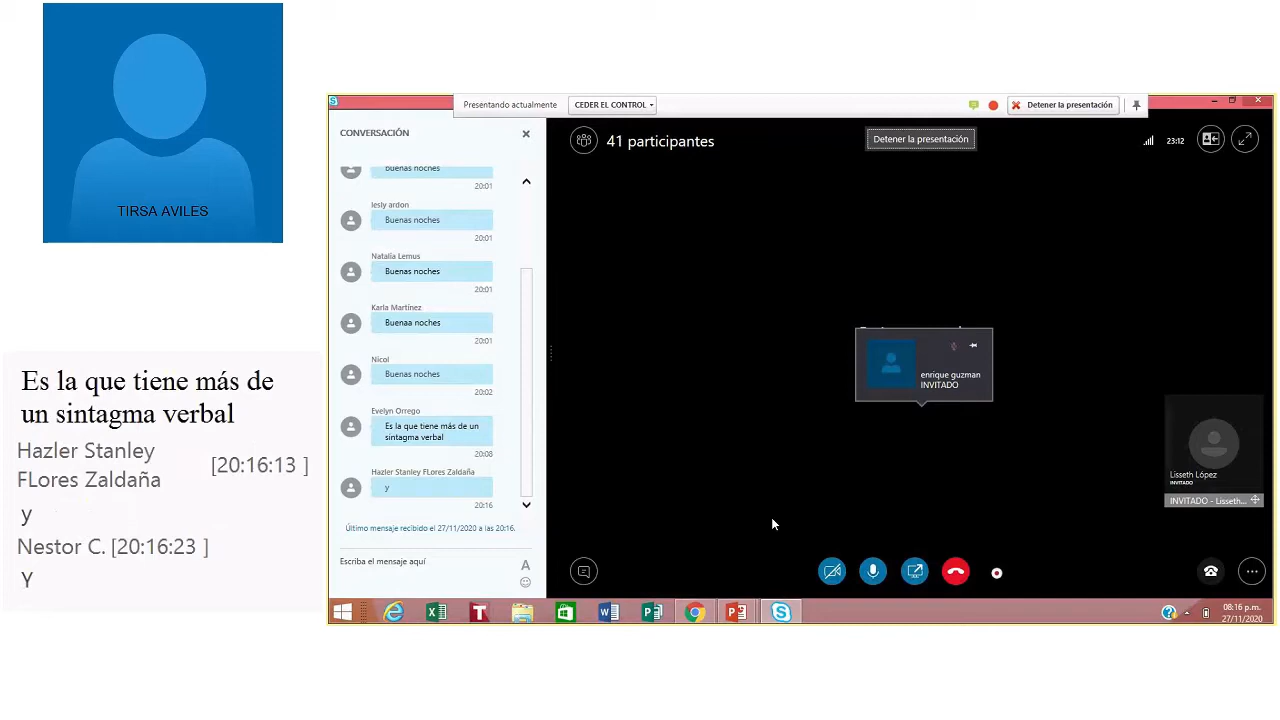 TIRSA AVILES
Es la que tiene más de
un sintagma verbal
Hazler Stanley
FLores Zaldaña
[20:16:13 ]
y
Nestor C. [20:16:23 ]
Y
Presentando actualmente
CEDER EL CONTROL
Detener la presentación
CONVERSACIÓN
Buenas noches
20:01
lesly ardon
Buenas noches
20:01
Natalia Lemus
Buenas noches
20:01
Karla Martínez
Buenaa noches
20:01
Nicol
Buenas noches
20:02
Evelyn Orrego
Es la que tiene más de un
sintagma verbal
20:08
Hazler Stanley FLores Zaldaña
y
20:16
Último mensaje recibido el 27/11/2020 a las 20:16.
Escriba el mensaje aquí
A
41 participantes
Detener la presentación
23:12
enrique guzman
INVITADO
Lisseth López
INVITADO
INVITADO - Lisseth...
08:16 p.m.
27/11/2020